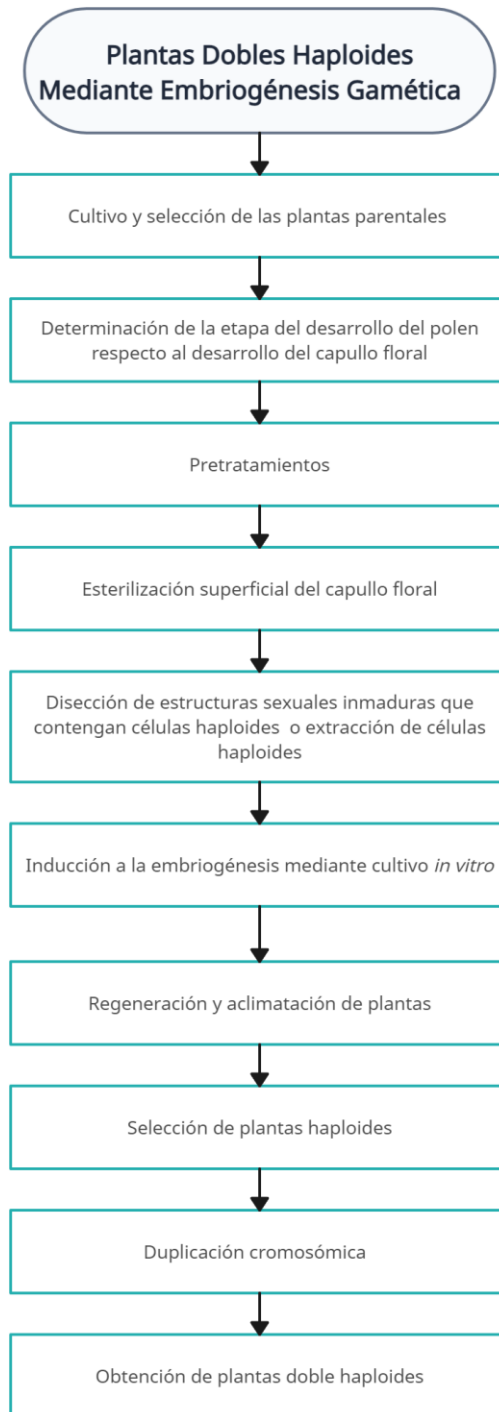 Plantas Dobles Haploides
Mediante Embriogénesis Gamética
Cultivo y selección de las plantas parentales
Determinación de la etapa del desarrollo del polen
respecto al desarrollo del capullo floral
Pretratamientos
Esterilización superficial del capullo floral
Disección de estructuras sexuales inmaduras que
contengan células haploides o extracción de células
haploides
Inducción a la embriogénesis mediante cultivo in vitro
Regeneración y aclimatación de plantas
Selección de plantas haploides
Duplicación cromosómica
Obtención de plantas doble haploides